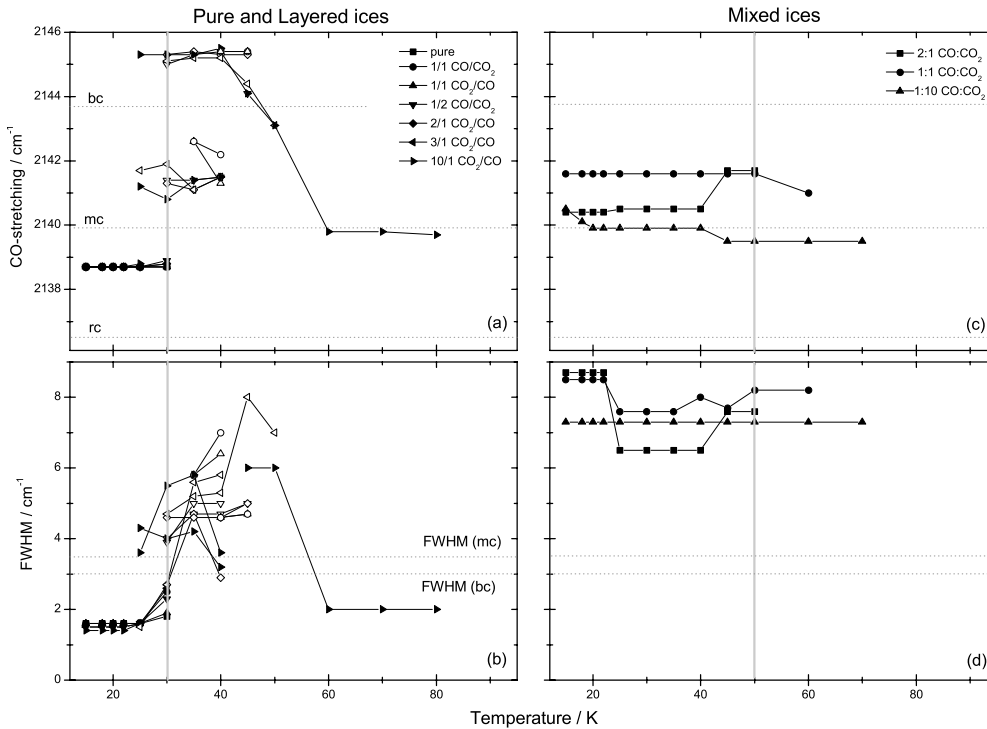 Pure and Layered ices
Mixed ices
2146
2144
2142
2140
2138
CO-stretching / cm⁻¹
bc
mc
rc
pure
1/1 CO/CO₂
1/1 CO₂/CO
1/2 CO/CO₂
2/1 CO₂/CO
3/1 CO₂/CO
10/1 CO₂/CO
(a)
2:1 CO:CO₂
1:1 CO:CO₂
1:10 CO:CO₂
(c)
8
6
4
2
0
FWHM / cm⁻¹
FWHM (mc)
FWHM (bc)
(b)
(d)
20 40 60 80
20 40 60 80
Temperature / K